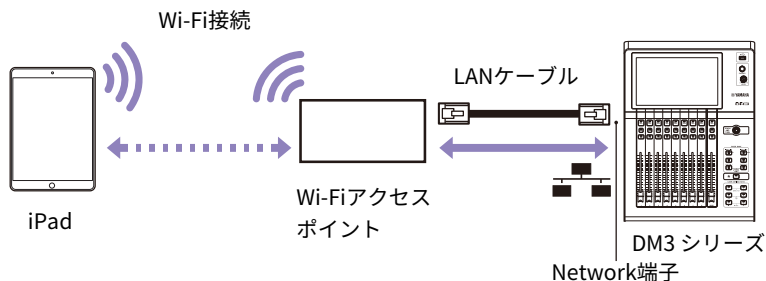 Wi-Fi接続
LANケーブル
iPad
Wi-Fiアクセス
ポイント
DM3 シリーズ
Network端子